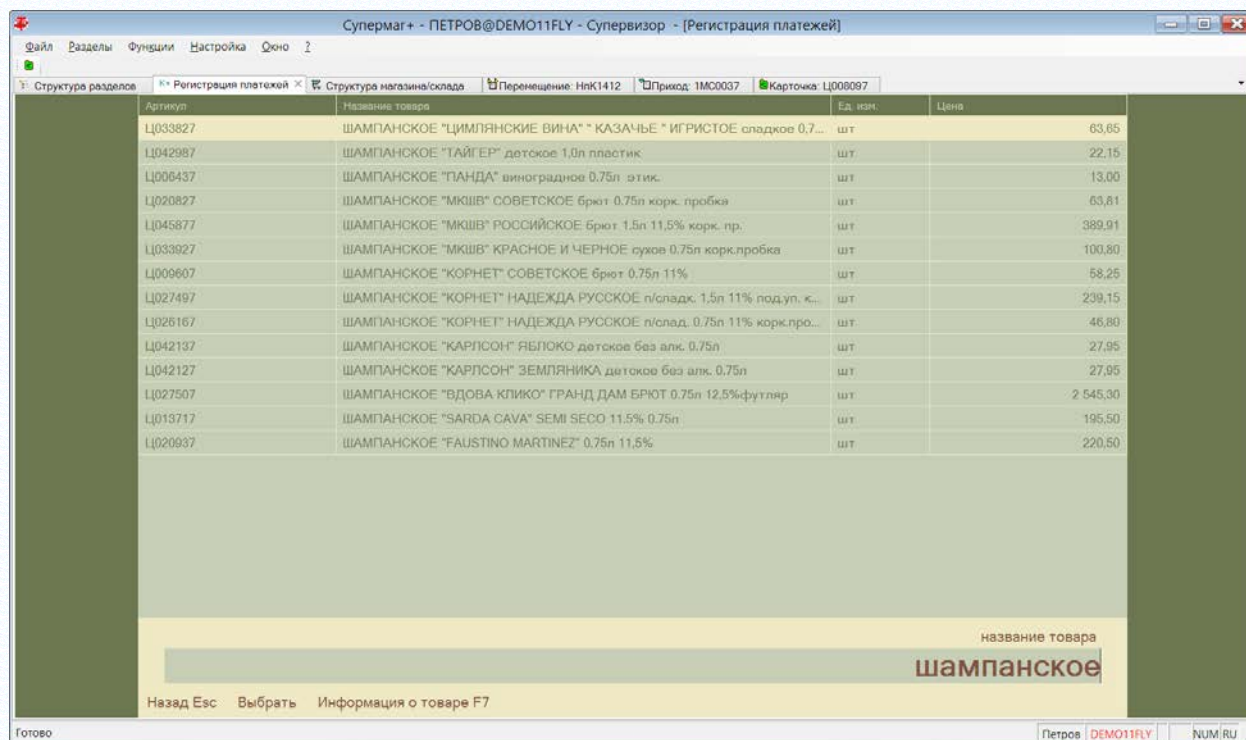 Супермаг+ - ПЕТРОВ@DEMO11FLY - Супервизор - [Регистрация платежей]
Файл Разделы Функции Настройка Окно ?
Структура разделов К+ Регистрация платежей Структура магазина/склада Перемещение: НпК1412 Приход: 1МС0037 Карточка: Ц008097
Артикул Название товара Ед. изм. Цена
Ц033827 ШАМПАНСКОЕ "ЦИМЛЯНСКИЕ ВИНА" " КАЗАЧЬЕ " ИГРИСТОЕ сладкое 0,7... шт 63,65
Ц042987 ШАМПАНСКОЕ "ТАЙГЕР" детское 1,0л пластик шт 22,15
Ц006437 ШАМПАНСКОЕ "ПАНДА" виноградное 0.75л этик. шт 13,00
Ц020827 ШАМПАНСКОЕ "МКШВ" СОВЕТСКОЕ брют 0.75л корк. пробка шт 63,81
Ц045877 ШАМПАНСКОЕ "МКШВ" РОССИЙСКОЕ брют 1,5л 11,5% корк. пр. шт 389,91
Ц033927 ШАМПАНСКОЕ "МКШВ" КРАСНОЕ И ЧЕРНОЕ сухое 0.75л корк.пробка шт 100,80
Ц009607 ШАМПАНСКОЕ "КОРНЕТ" СОВЕТСКОЕ брют 0.75л 11% шт 58,25
Ц027497 ШАМПАНСКОЕ "КОРНЕТ" НАДЕЖДА РУССКОЕ п/сладк. 1,5л 11% под.уп. к... шт 239,15
Ц026167 ШАМПАНСКОЕ "КОРНЕТ" НАДЕЖДА РУССКОЕ п/слад. 0.75л 11% корк.про... шт 46,80
Ц042137 ШАМПАНСКОЕ "КАРЛСОН" ЯБЛОКО детское без алк. 0.75л шт 27,95
Ц042127 ШАМПАНСКОЕ "КАРЛСОН" ЗЕМЛЯНИКА детское без алк. 0.75л шт 27,95
Ц027507 ШАМПАНСКОЕ "ВДОВА КЛИКО" ГРАНД ДАМ БРЮТ 0.75л 12,5%футляр шт 2 545,30
Ц013717 ШАМПАНСКОЕ "SARDA CAVA" SEMI SECO 11.5% 0.75л шт 195,50
Ц020937 ШАМПАНСКОЕ "FAUSTINO MARTINEZ" 0.75л 11,5% шт 220,50
название товара
шампанское
Назад Esc Выбрать Информация о товаре F7
Готово Петров DEMO11FLY NUM RU